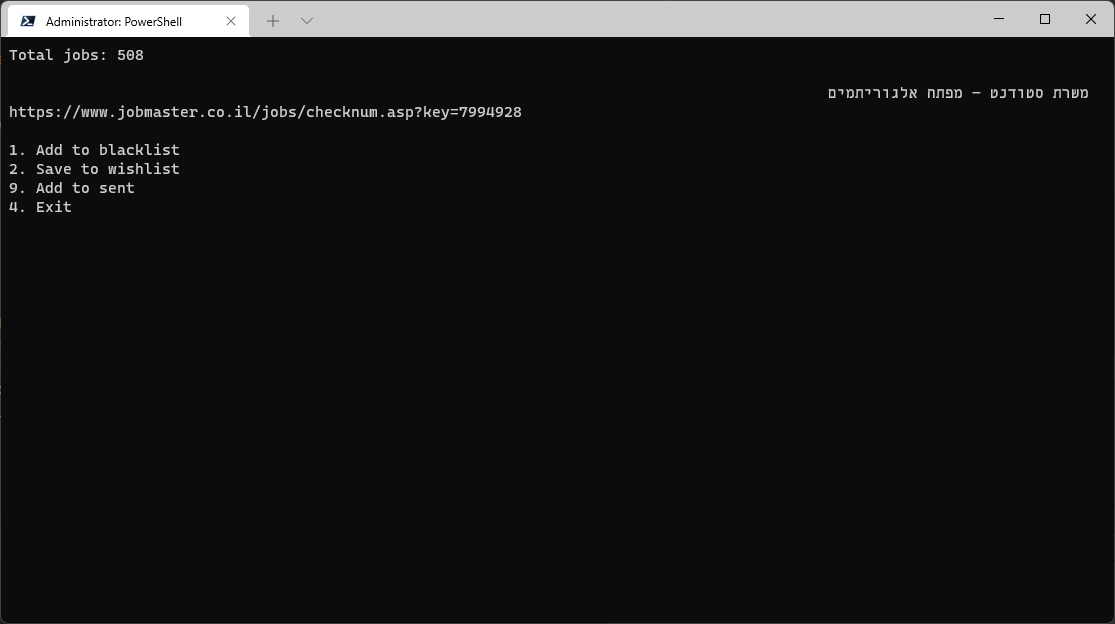 Administrator: PowerShell
Total jobs: 508
משרת סטודנט - מפתח אלגוריתמים
https://www.jobmaster.co.il/jobs/checknum.asp?key=7994928
1. Add to blacklist
2. Save to wishlist
9. Add to sent
4. Exit